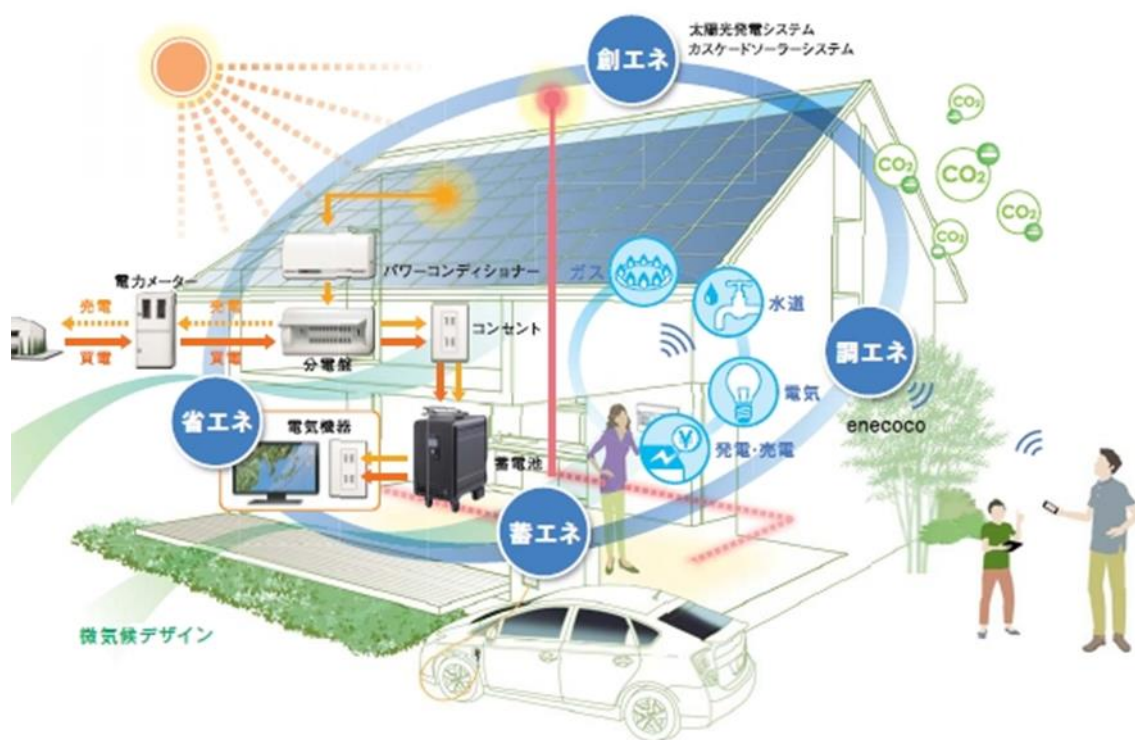 太陽光発電システム
カスケードソーラーシステム
創エネ
CO₂
CO₂
CO₂
CO₂
CO₂
パワーコンディショナー
ガス
電力メーター
水道
売電
売電
コンセント
買電
買電
分電盤
調エネ
省エネ
電気機器
電気
enecoco
¥
発電・売電
蓄電池
蓄エネ
微気候デザイン